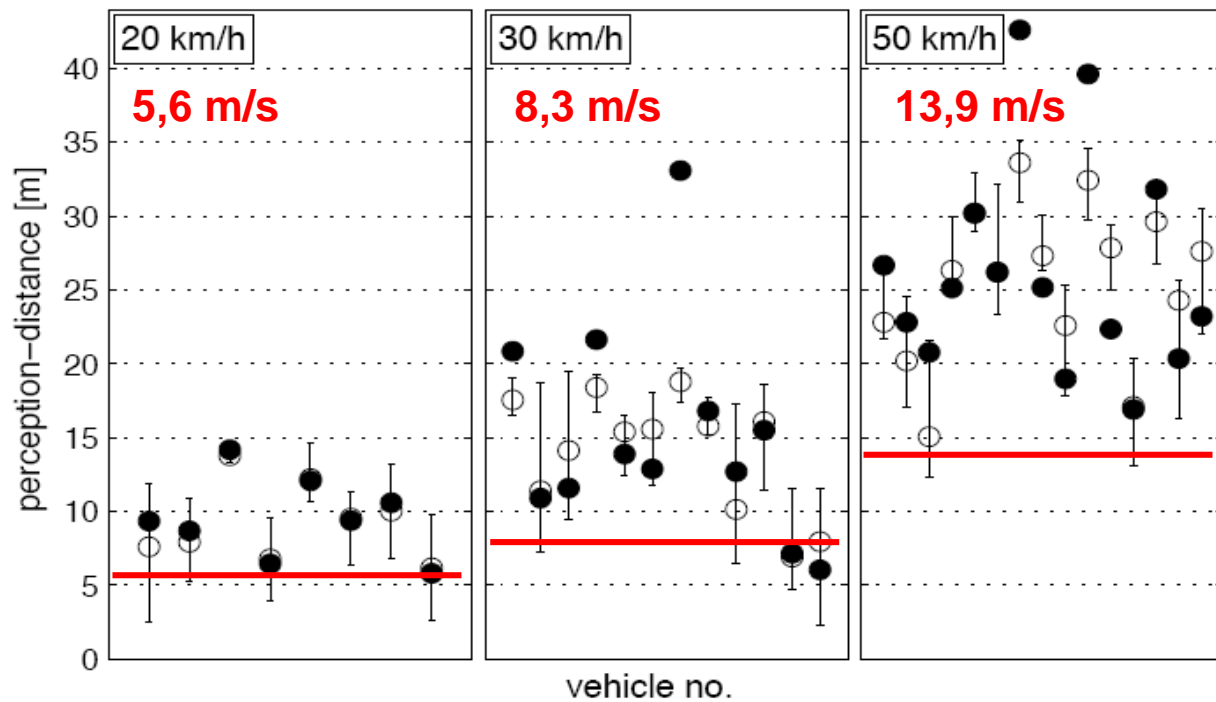 20 km/h
30 km/h
50 km/h
5,6 m/s
8,3 m/s
13,9 m/s
perception-distance [m]
40
35
30
25
20
15
10
5
0
vehicle no.